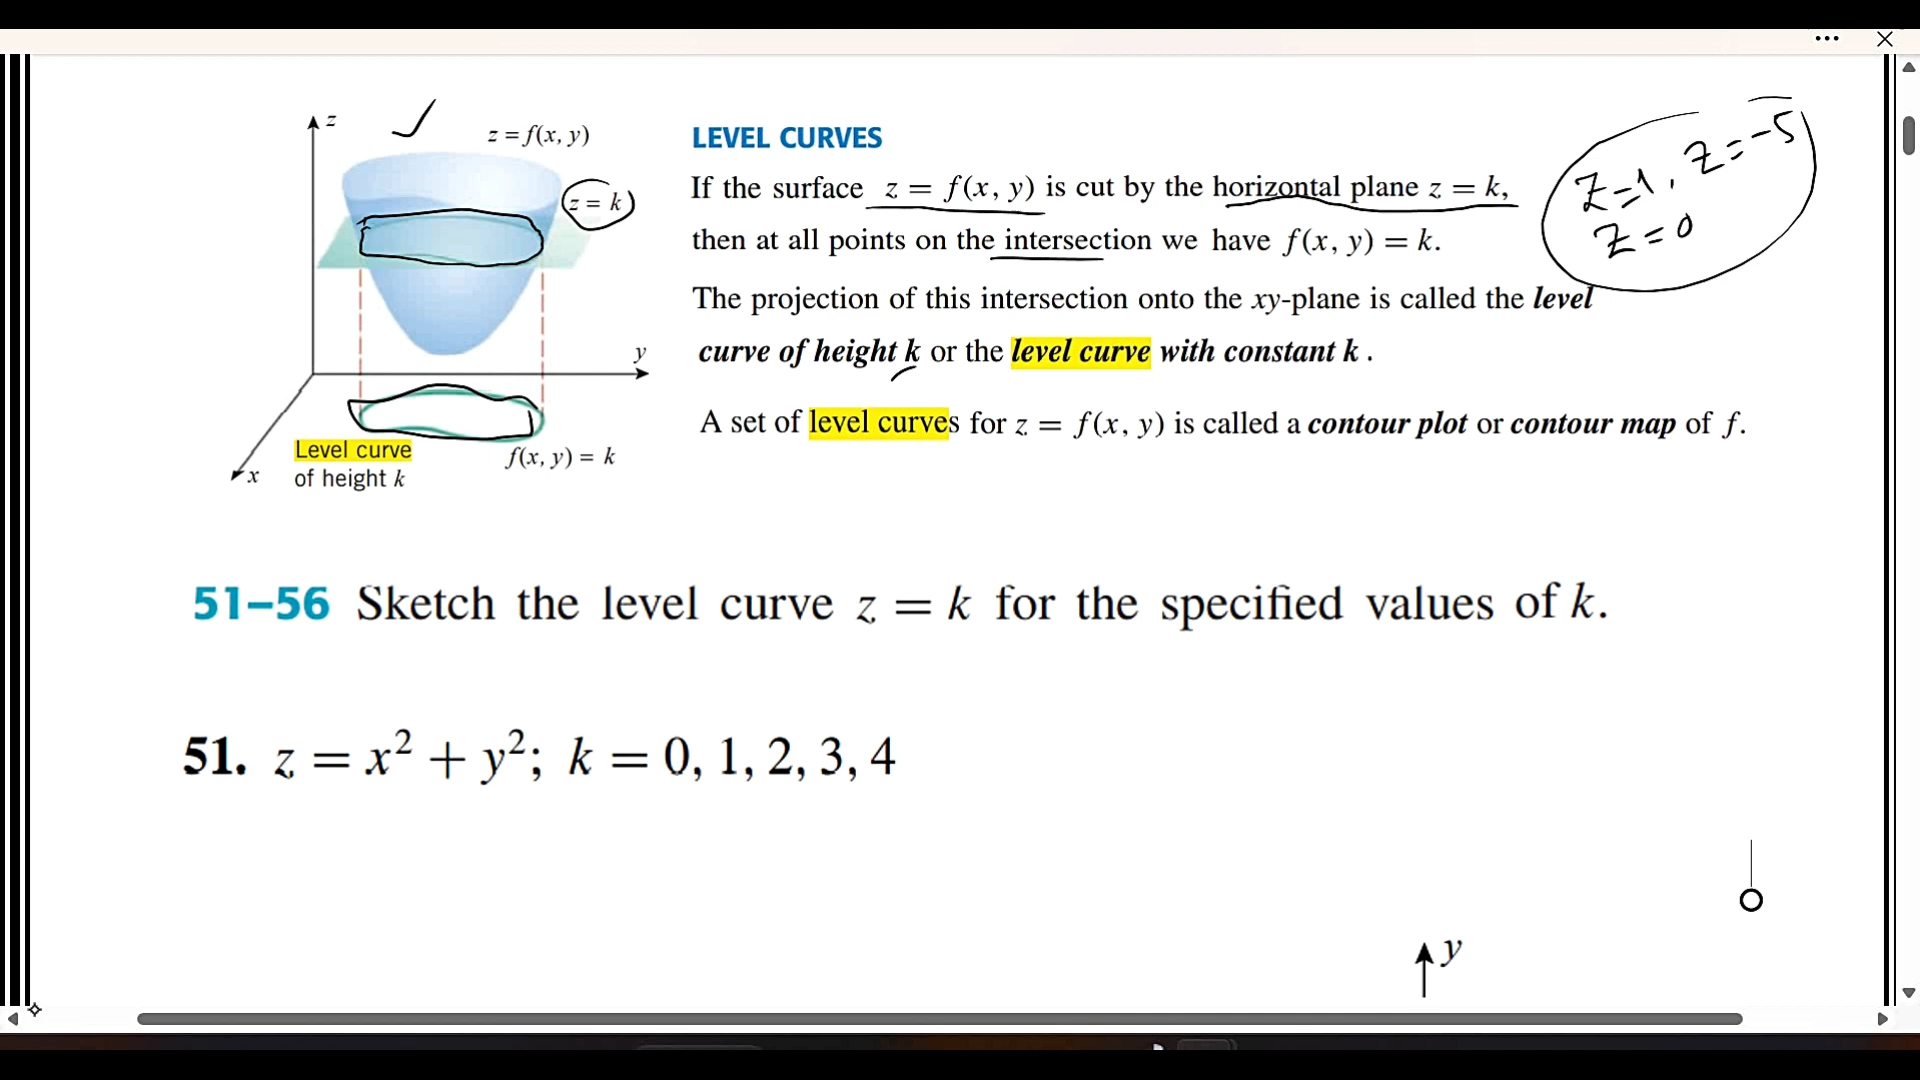 z
z = f(x, y)
z = k
y
x
Level curve
of height k
f(x, y) = k
LEVEL CURVES
If the surface z = f(x, y) is cut by the horizontal plane z = k,
then at all points on the intersection we have f(x, y) = k.
The projection of this intersection onto the xy-plane is called the level
curve of height k or the level curve with constant k .
A set of level curves for z = f(x, y) is called a contour plot or contour map of f.
z=1, z=-5
z=0
51–56 Sketch the level curve z = k for the specified values of k.
51. z = x² + y²; k = 0, 1, 2, 3, 4
y